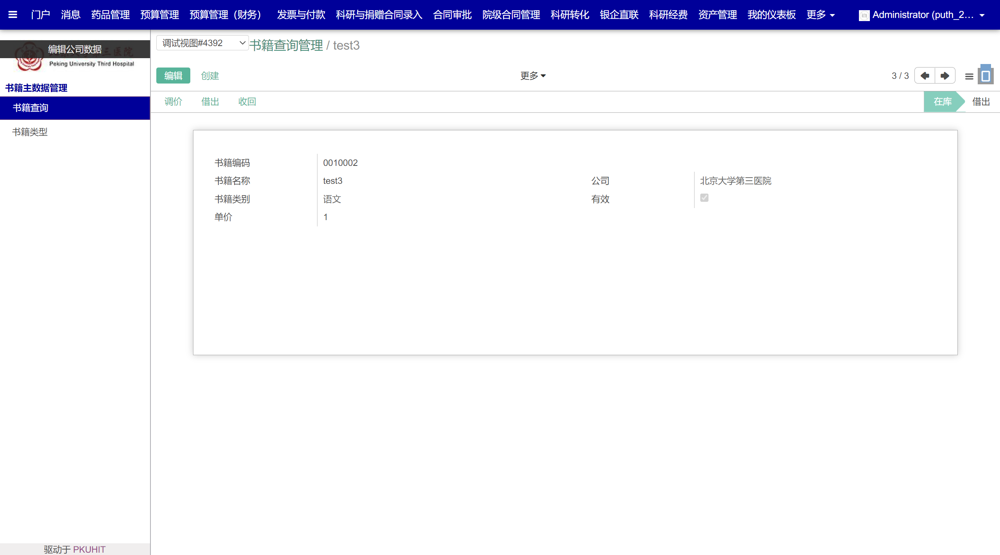 门户 消息 药品管理 预算管理 预算管理（财务） 发票与付款 科研与捐赠合同录入 合同审批 院级合同管理 科研转化 银企直联 科研经费 资产管理 我的仪表板 更多 Administrator (puth_2...
编辑公司数据
三医院
Peking University Third Hospital
书籍主数据管理
书籍查询
书籍类型
驱动于 PKUHIT
调试视图#4392 书籍查询管理 / test3
编辑 创建 更多 3 / 3
调价 借出 收回 在库 借出
书籍编码 0010002
书籍名称 test3 公司 北京大学第三医院
书籍类别 语文 有效
单价 1